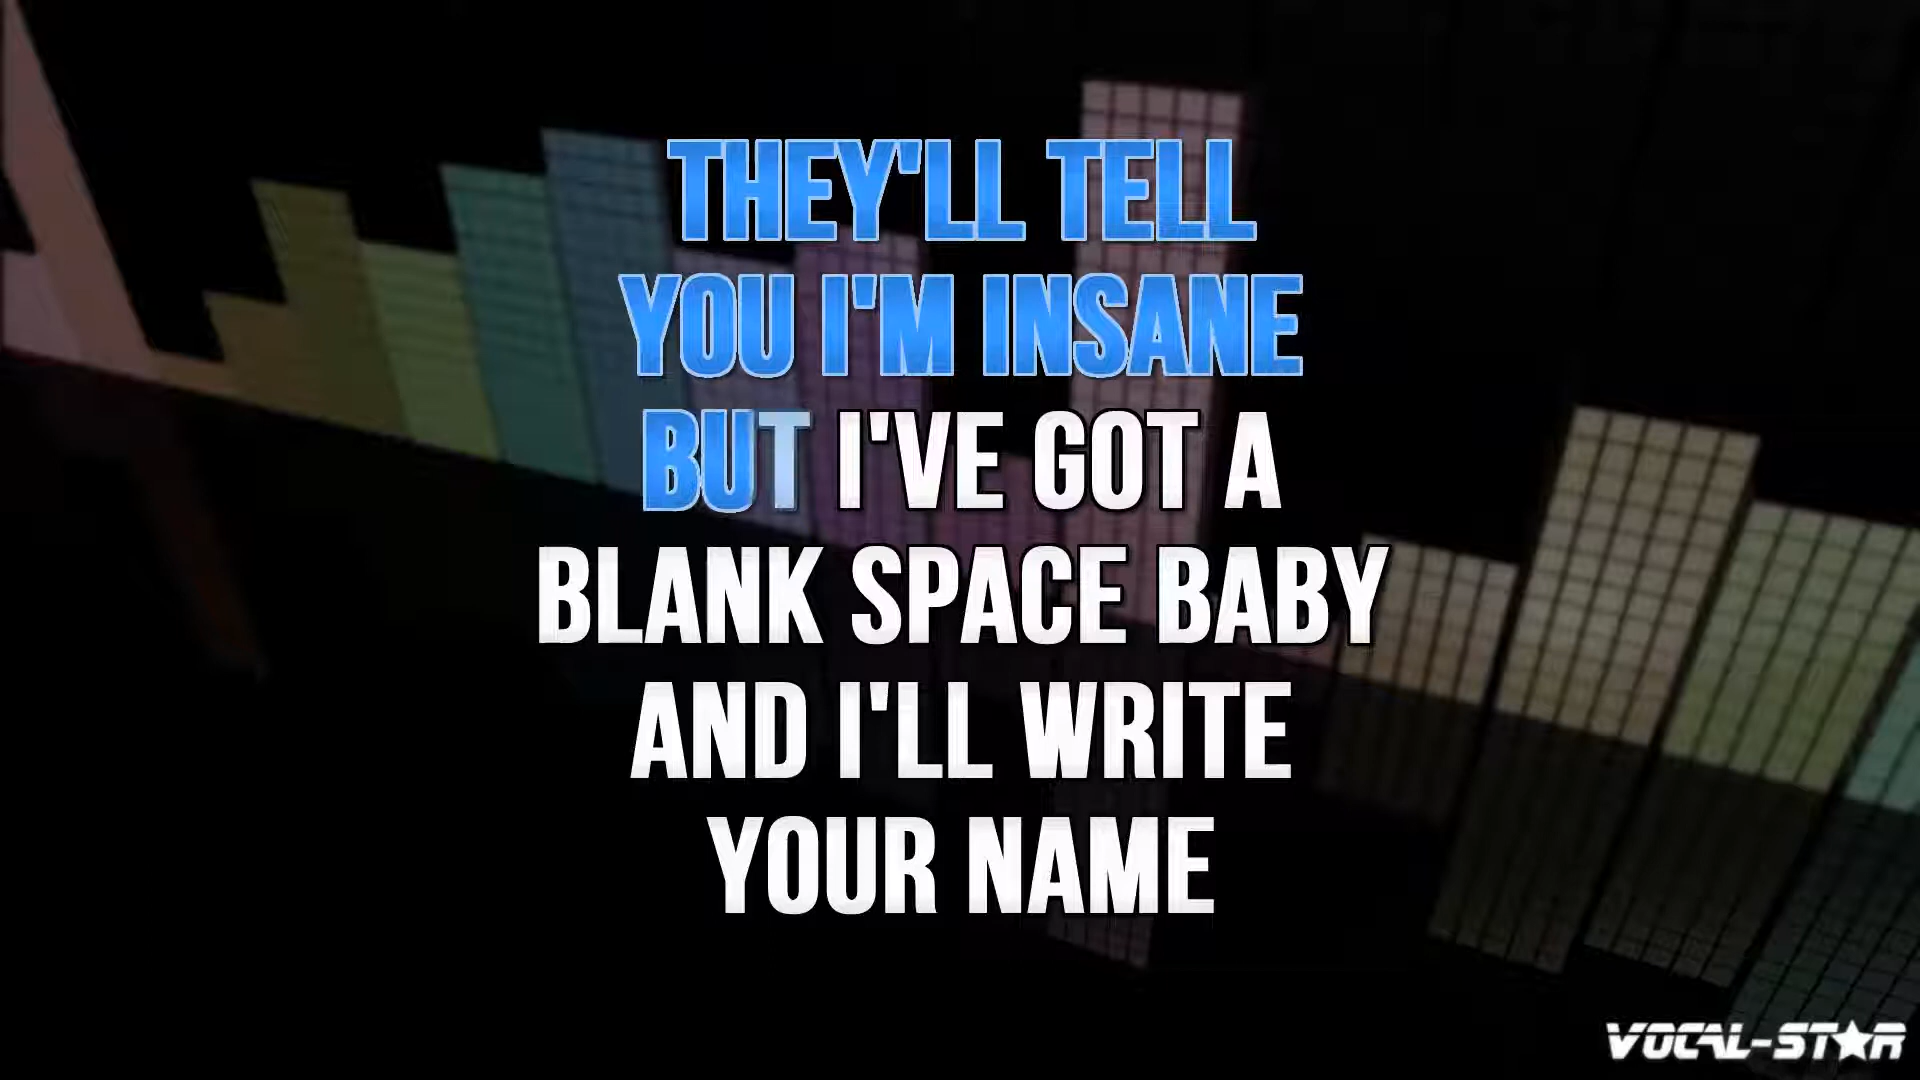 THEY'LL TELL
YOU I'M INSANE
BUT I'VE GOT A
BLANK SPACE BABY
AND I'LL WRITE
YOUR NAME
VOCAL-STAR